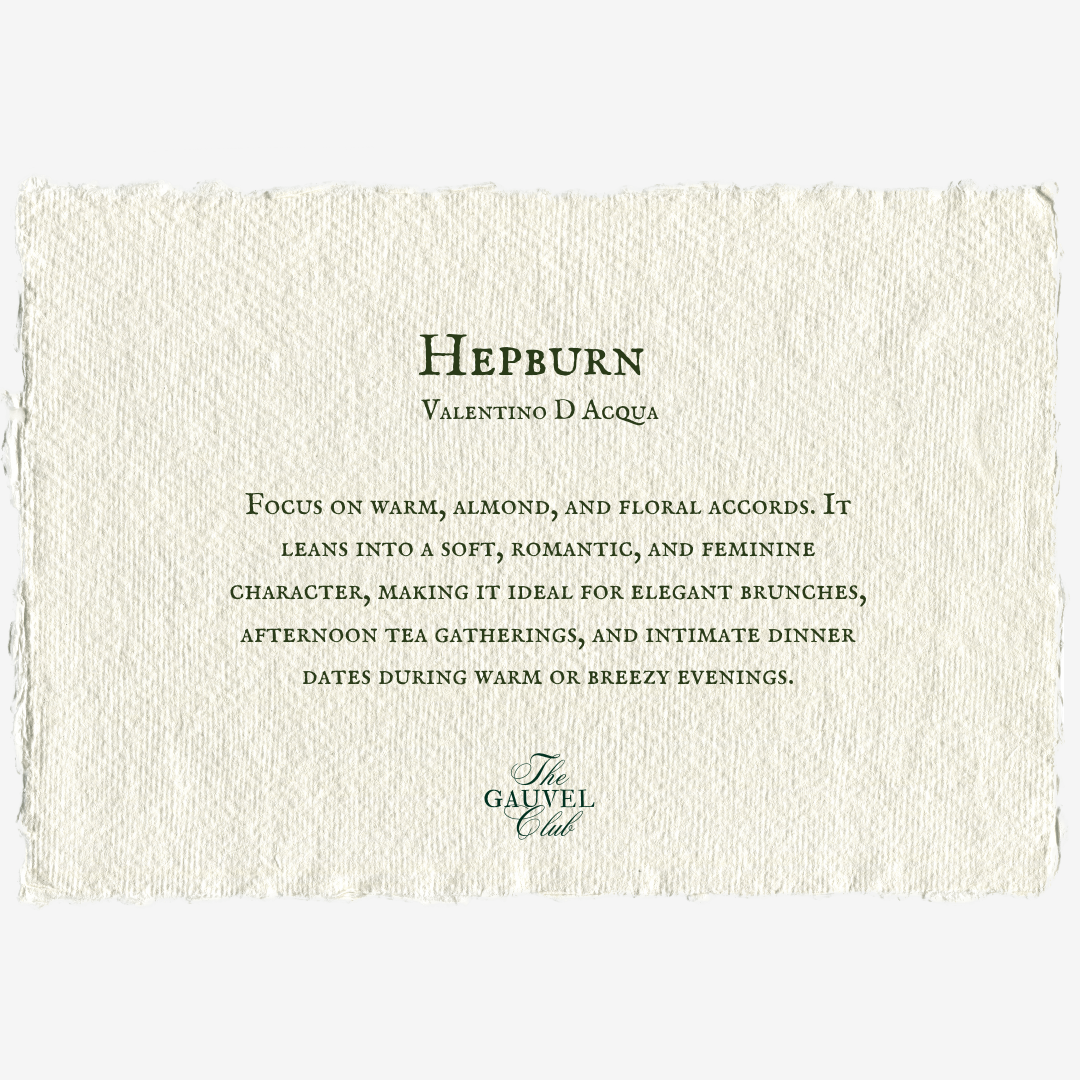 Hepburn
Valentino D Acqua
Focus on warm, almond, and floral accords. It
leans into a soft, romantic, and feminine
character, making it ideal for elegant brunches,
afternoon tea gatherings, and intimate dinner
dates during warm or breezy evenings.
The
GAUVEL
Club